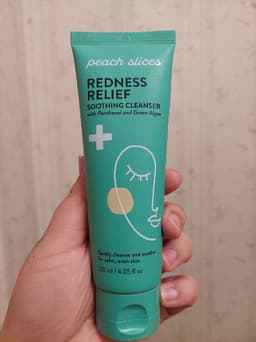 peach slices
REDNESS
RELIEF
SOOTHING CLEANSER
with Panthenol and Green Algae
Gently cleanse and soothe
for calm, even skin
120 ml / 4.05 fl oz